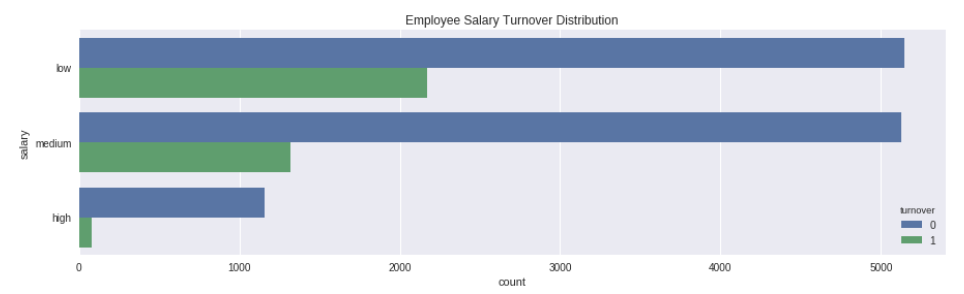 Employee Salary Turnover Distribution
low
medium
high
salary
0 1000 2000 3000 4000 5000
count
turnover
0
1